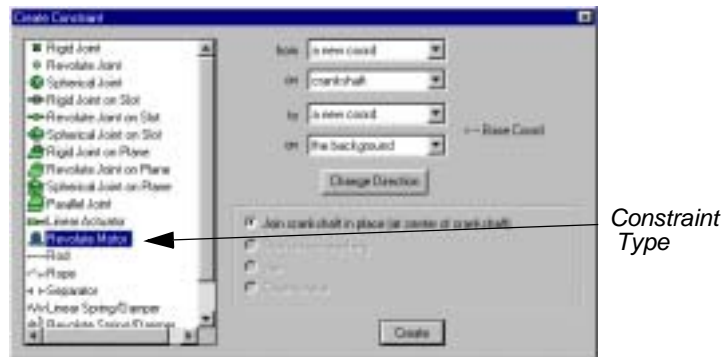 Create Constraint
Rigid Joint
Revolute Joint
Spherical Joint
Rigid Joint on Slot
Revolute Joint on Slot
Spherical Joint on Slot
Rigid Joint on Plane
Revolute Joint on Plane
Spherical Joint on Plane
Parallel Joint
Linear Actuator
Revolute Motor
Rod
Rope
Separator
Linear Spring/Damper
Revolute Spring/Damper
from a new coord
on crankshaft
to a new coord
on the background
Base Coord
Change Direction
Join crankshaft in place (at center of crankshaft)
Create
Constraint
Type